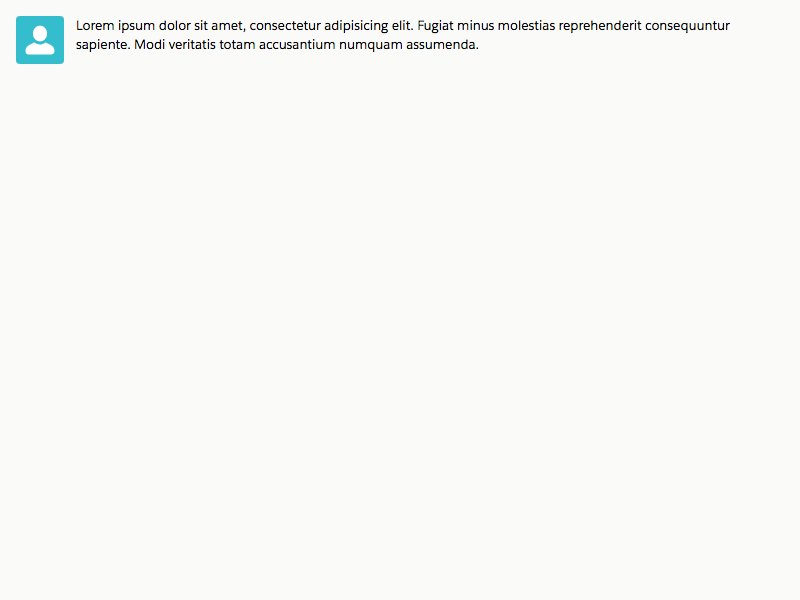 Lorem ipsum dolor sit amet, consectetur adipisicing elit. Fugiat minus molestias reprehenderit consequuntur
sapiente. Modi veritatis totam accusantium numquam assumenda.